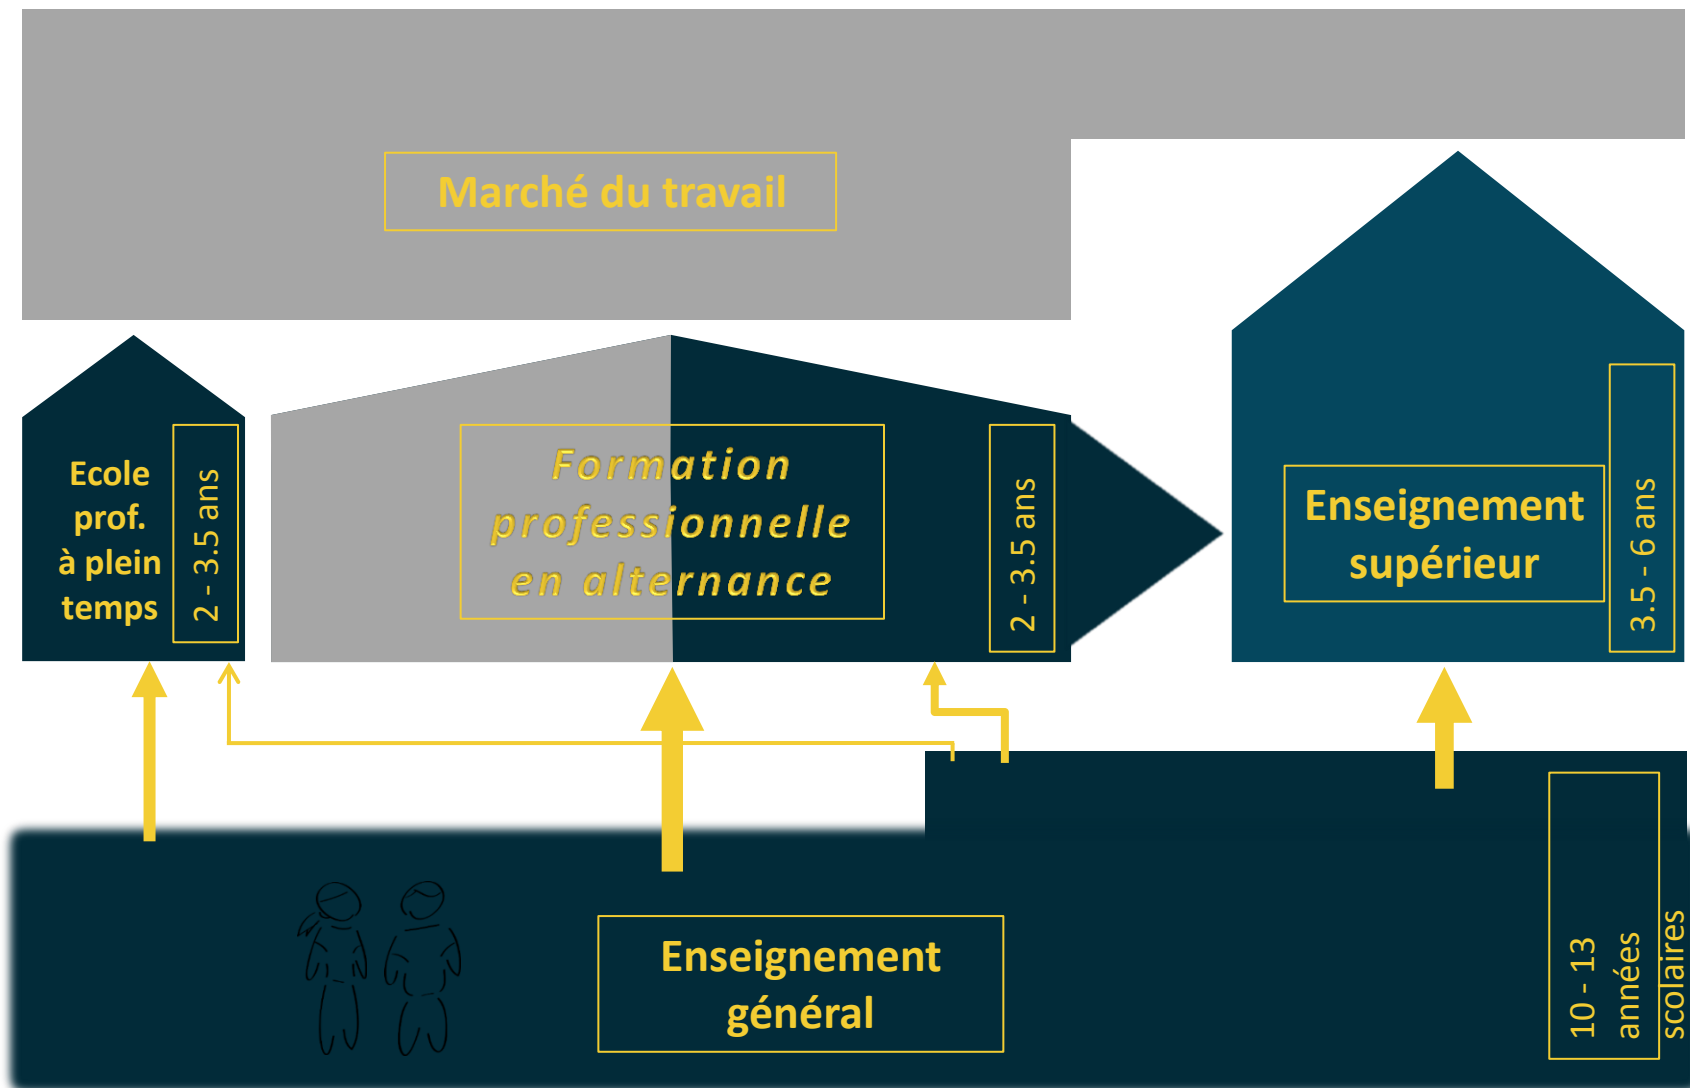 Marché du travail
Ecole
prof.
à plein
temps
2 - 3.5 ans
Formation
professionnelle
en alternance
2 - 3.5 ans
Enseignement
supérieur
3.5 - 6 ans
Enseignement
général
10 - 13
années
scolaires